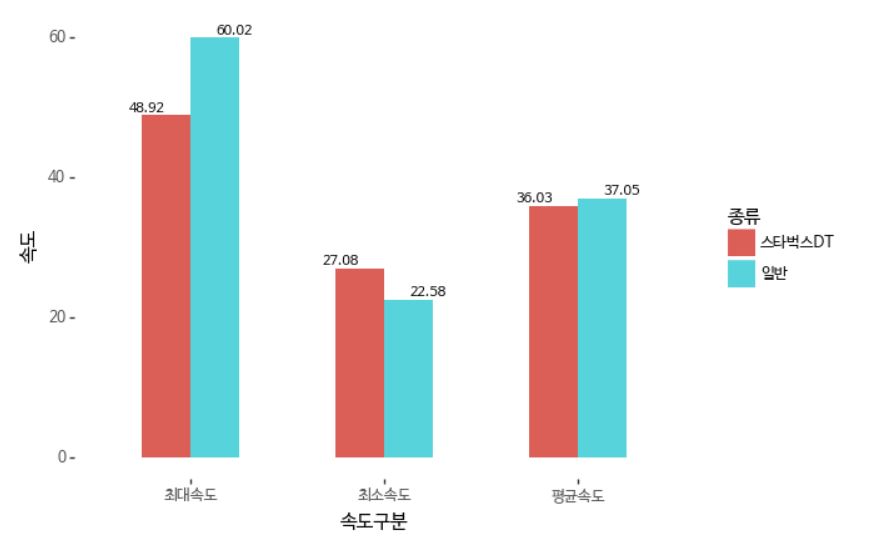 60
40
20
0
속도
48.92
60.02
27.08
22.58
36.03
37.05
최대속도
최소속도
평균속도
속도구분
종류
스타벅스DT
일반